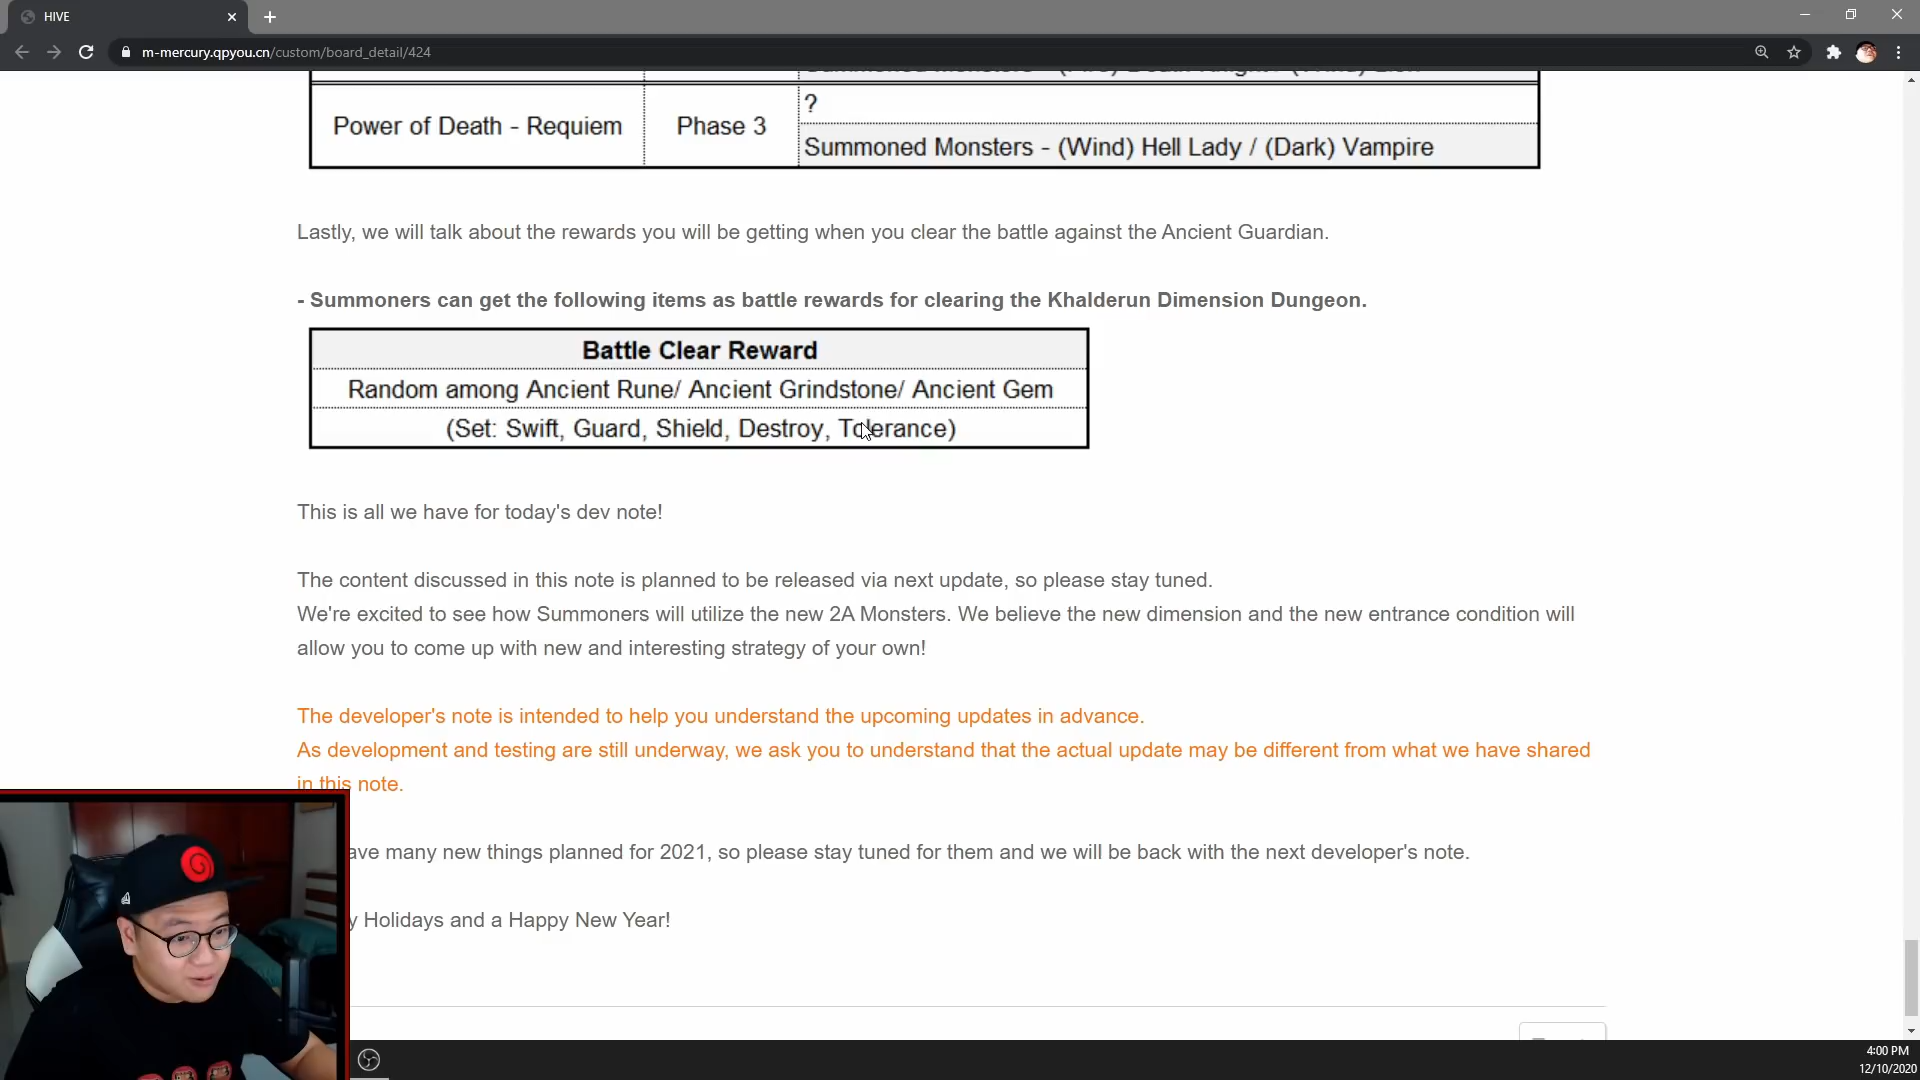 HIVE
m-mercury.qpyou.cn/custom/board_detail/424
Power of Death - Requiem
Phase 3
?
Summoned Monsters - (Wind) Hell Lady / (Dark) Vampire
Lastly, we will talk about the rewards you will be getting when you clear the battle against the Ancient Guardian.
- Summoners can get the following items as battle rewards for clearing the Khalderun Dimension Dungeon.
Battle Clear Reward
Random among Ancient Rune/ Ancient Grindstone/ Ancient Gem
(Set: Swift, Guard, Shield, Destroy, Tolerance)
This is all we have for today's dev note!
The content discussed in this note is planned to be released via next update, so please stay tuned.
We're excited to see how Summoners will utilize the new 2A Monsters. We believe the new dimension and the new entrance condition will
allow you to come up with new and interesting strategy of your own!
The developer's note is intended to help you understand the upcoming updates in advance.
As development and testing are still underway, we ask you to understand that the actual update may be different from what we have shared
in this note.
ave many new things planned for 2021, so please stay tuned for them and we will be back with the next developer's note.
y Holidays and a Happy New Year!
4:00 PM
12/10/2020